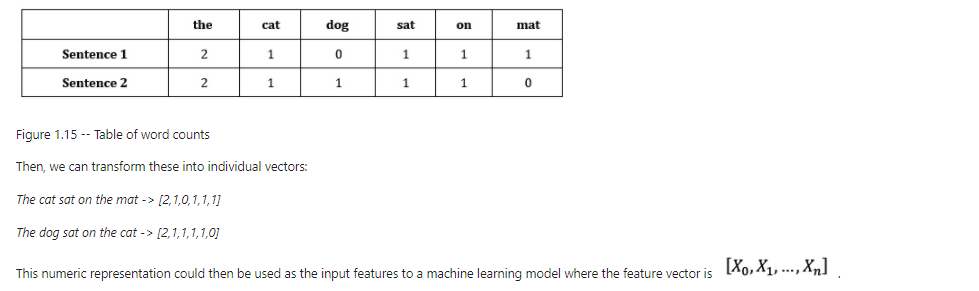 the cat dog sat on mat
Sentence 1 2 1 0 1 1 1
Sentence 2 2 1 1 1 1 0
Figure 1.15 -- Table of word counts
Then, we can transform these into individual vectors:
The cat sat on the mat -> [2,1,0,1,1,1]
The dog sat on the cat -> [2,1,1,1,1,0]
This numeric representation could then be used as the input features to a machine learning model where the feature vector is [X₀, X₁, ..., Xₙ] .